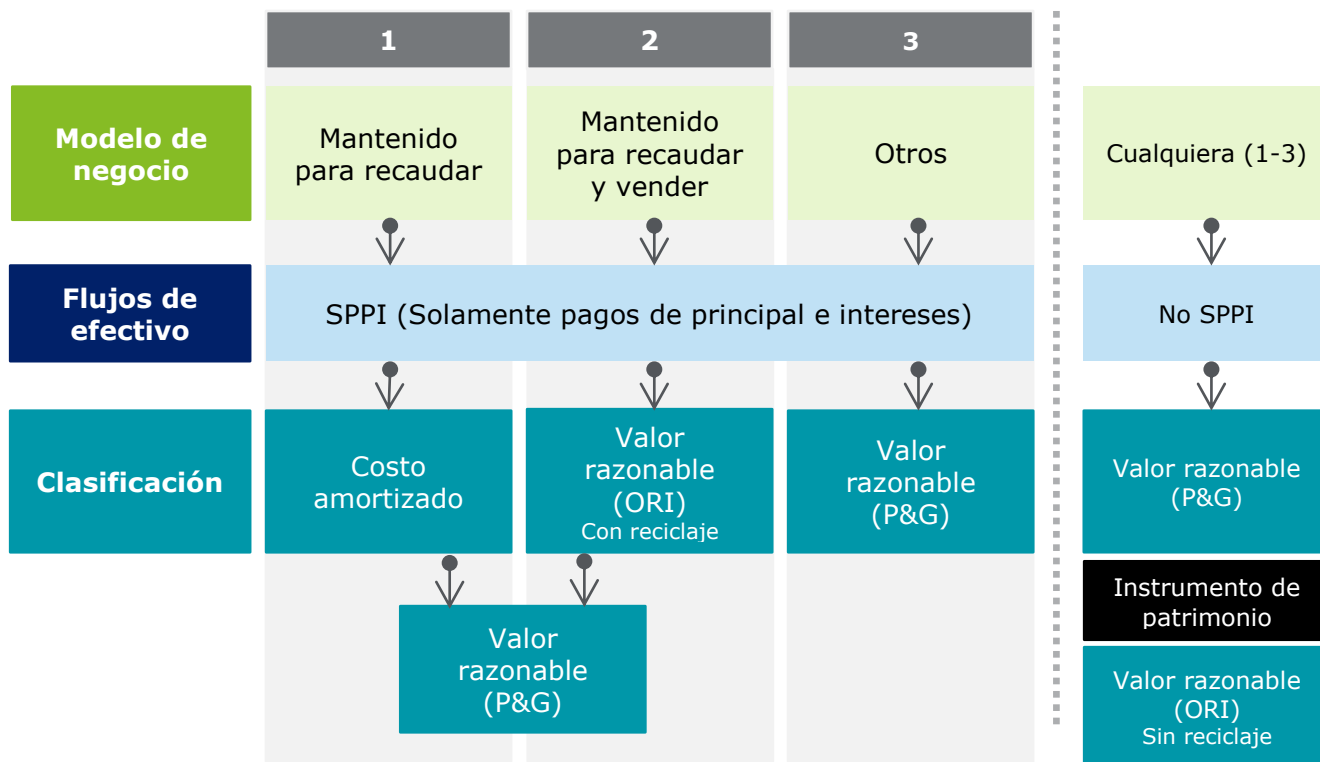 1
2
3
Modelo de
negocio
Mantenido
para recaudar
Mantenido
para recaudar
y vender
Otros
Cualquiera (1-3)
Flujos de
efectivo
SPPI (Solamente pagos de principal e intereses)
No SPPI
Clasificación
Costo
amortizado
Valor
razonable
(ORI)
Con reciclaje
Valor
razonable
(P&G)
Valor razonable
(P&G)
Valor
razonable
(P&G)
Instrumento de
patrimonio
Valor razonable
(ORI)
Sin reciclaje